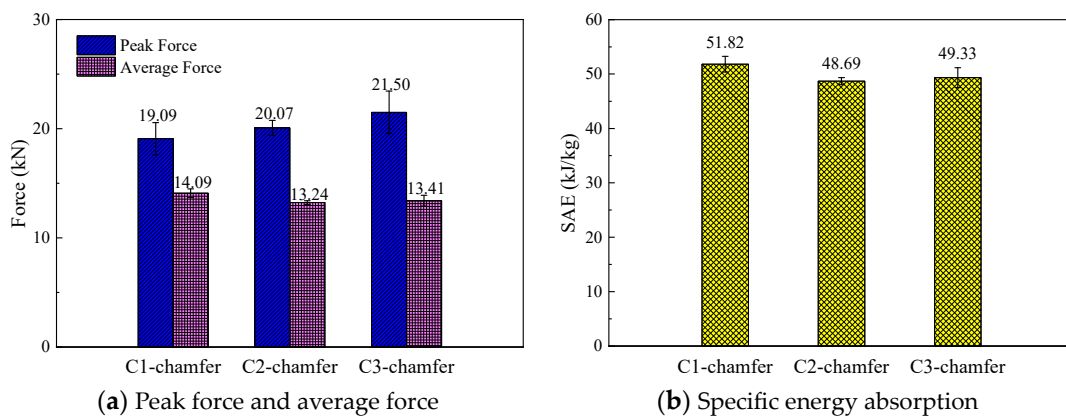 30
20
10
0
Force (kN)
Peak Force
Average Force
19.09
14.09
20.07
13.24
21.50
13.41
C1-chamfer C2-chamfer C3-chamfer
(a) Peak force and average force
60
50
40
30
20
10
0
SAE (kJ/kg)
51.82
48.69
49.33
C1-chamfer C2-chamfer C3-chamfer
(b) Specific energy absorption